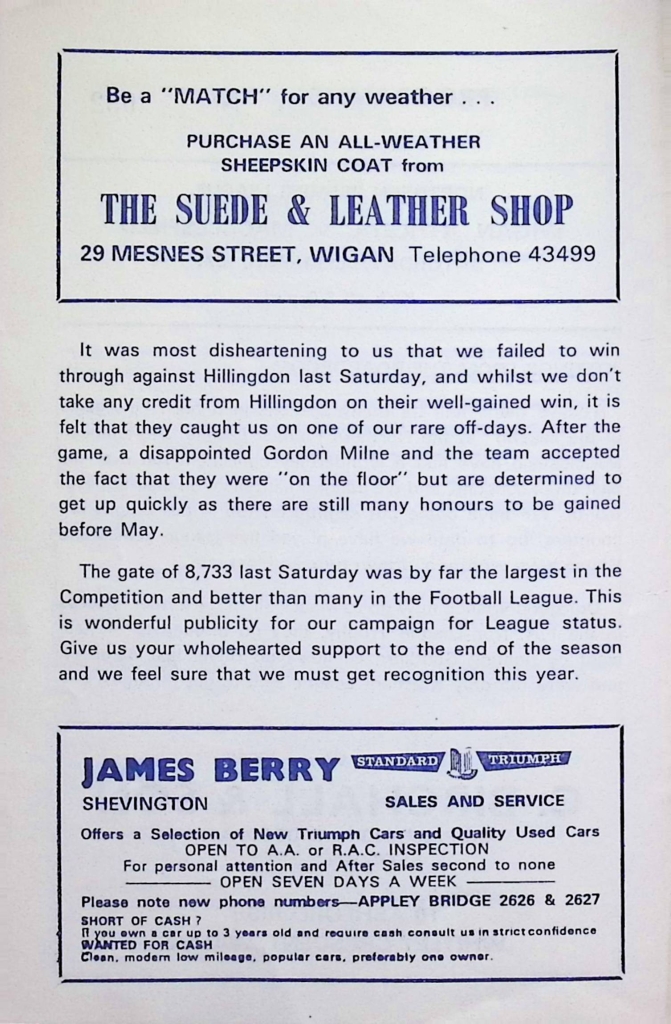 Be a "MATCH" for any weather . . .
PURCHASE AN ALL-WEATHER
SHEEPSKIN COAT from
THE SUEDE & LEATHER SHOP
29 MESNES STREET, WIGAN Telephone 43499
It was most disheartening to us that we failed to win
through against Hillingdon last Saturday, and whilst we don't
take any credit from Hillingdon on their well-gained win, it is
felt that they caught us on one of our rare off-days. After the
game, a disappointed Gordon Milne and the team accepted
the fact that they were "on the floor" but are determined to
get up quickly as there are still many honours to be gained
before May.
The gate of 8,733 last Saturday was by far the largest in the
Competition and better than many in the Football League. This
is wonderful publicity for our campaign for League status.
Give us your wholehearted support to the end of the season
and we feel sure that we must get recognition this year.
JAMES BERRY STANDARD TRIUMPH
SHEVINGTON SALES AND SERVICE
Offers a Selection of New Triumph Cars and Quality Used Cars
OPEN TO A.A. or R.A.C. INSPECTION
For personal attention and After Sales second to none
——— OPEN SEVEN DAYS A WEEK ———
Please note new phone numbers—APPLEY BRIDGE 2626 & 2627
SHORT OF CASH ?
If you own a car up to 3 years old and require cash consult us in strict confidence
WANTED FOR CASH
Clean, modern low mileage, popular cars, preferably one owner.